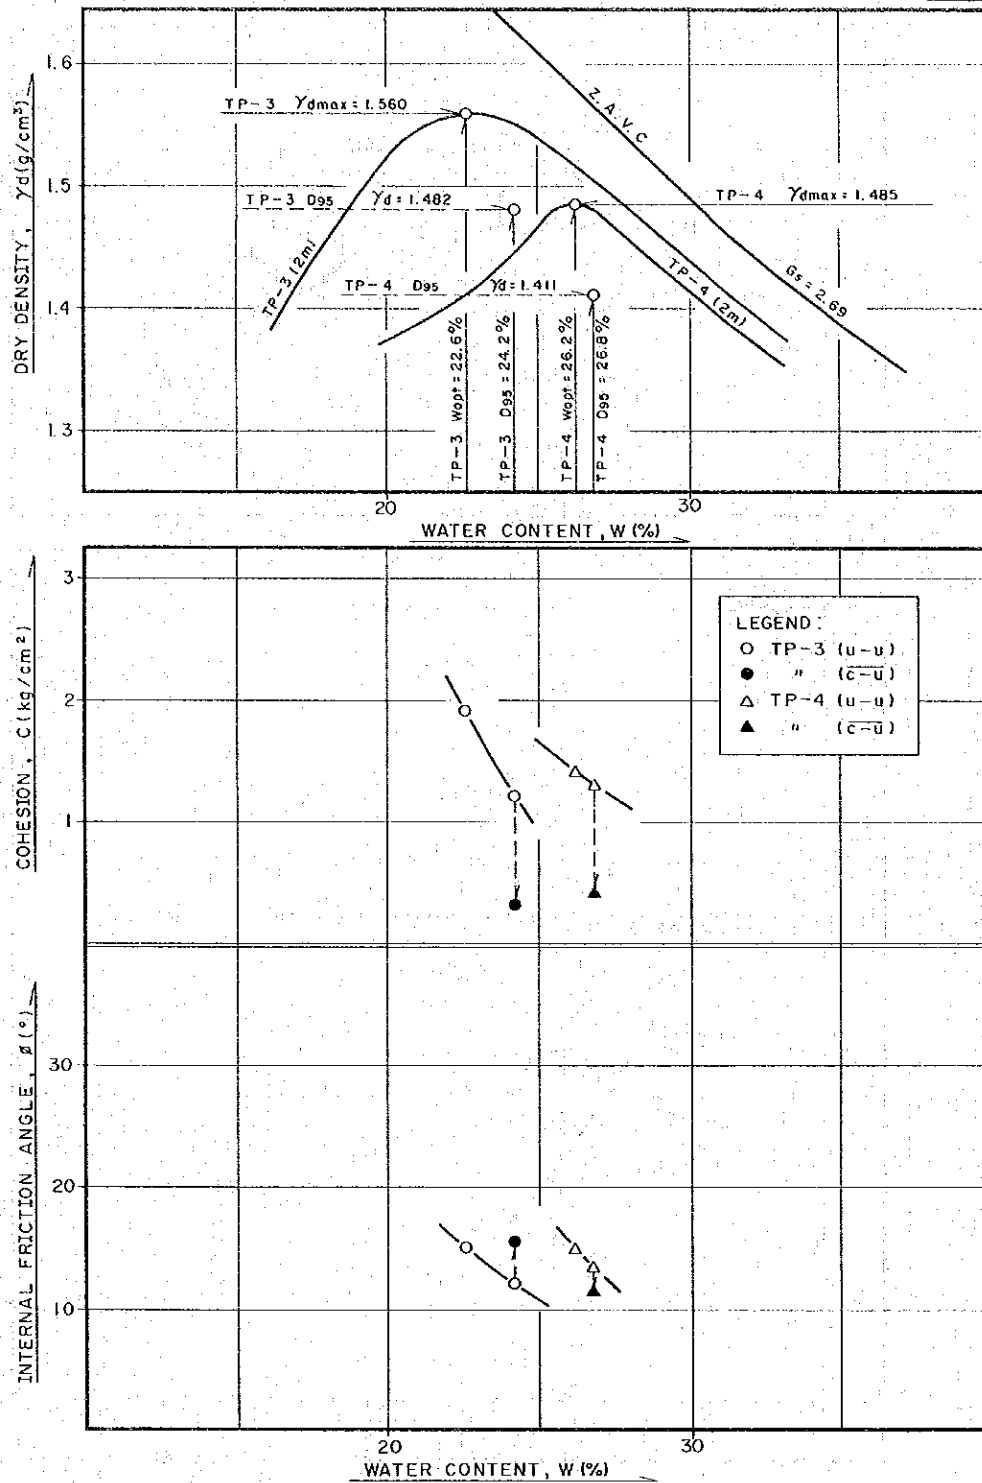 1.6
1.5
1.4
1.3
DRY DENSITY, γd (g/cm³)
TP-3 γdmax = 1.560
TP-3 D95 γd = 1.482
TP-4 D95 γd = 1.411
TP-4 γdmax = 1.485
Z.A.V.C
Gs = 2.69
TP-3 (2m)
TP-4 (2m)
TP-3 Wopt = 22.6%
TP-3 D95 = 24.2%
TP-4 Wopt = 26.2%
TP-4 D95 = 26.8%
20
30
WATER CONTENT, W (%)
3
2
1
COHESION, C (kg/cm²)
LEGEND:
TP-3 (u-u)
" (c̅-̅u̅)
TP-4 (u-u)
" (c̅-̅u̅)
30
20
10
INTERNAL FRICTION ANGLE, ø (°)
20
30
WATER CONTENT, W (%)